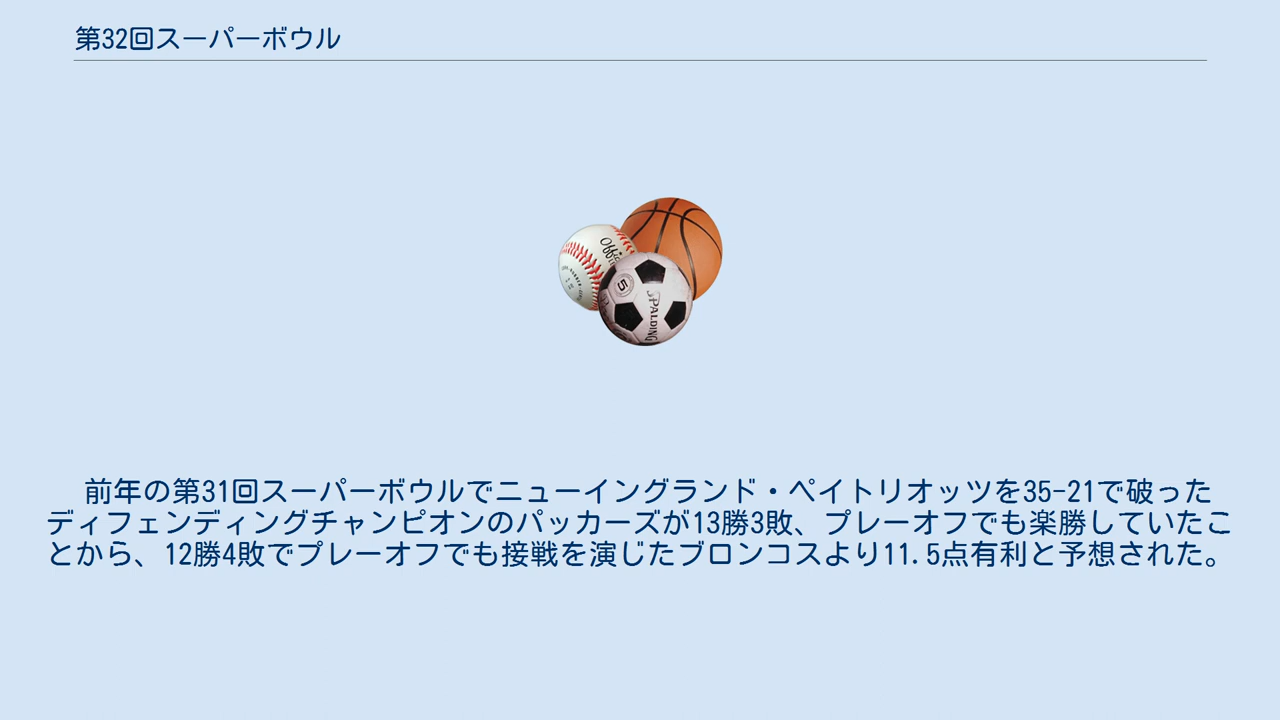 第32回スーパーボウル
Offici
5
SPALDING
前年の第31回スーパーボウルでニューイングランド・ペイトリオッツを35-21で破った
ディフェンディングチャンピオンのパッカーズが13勝3敗、プレーオフでも楽勝していたこ
とから、12勝4敗でプレーオフでも接戦を演じたブロンコスより11.5点有利と予想された。